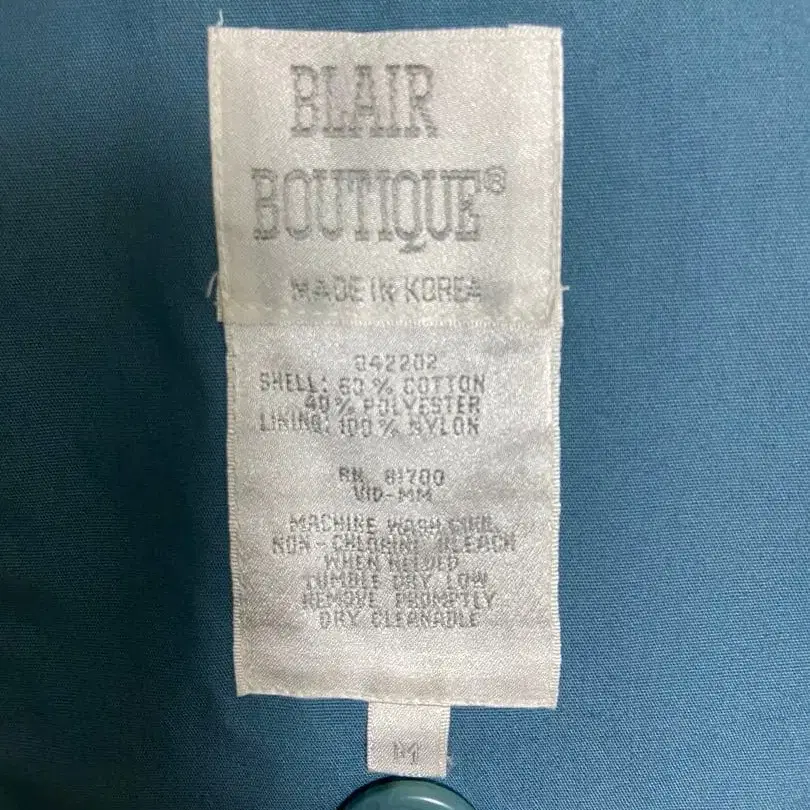 BLAIR
BOUTIQUE®
MADE IN KOREA
042202
SHELL: 60% COTTON
40% POLYESTER
LINING: 100% NYLON
RN 81700
VID-MM
MACHINE WASH COOL
NON-CHLORINE BLEACH
WHEN NEEDED
TUMBLE DRY LOW
REMOVE PROMPTLY
DRY CLEANABLE
M